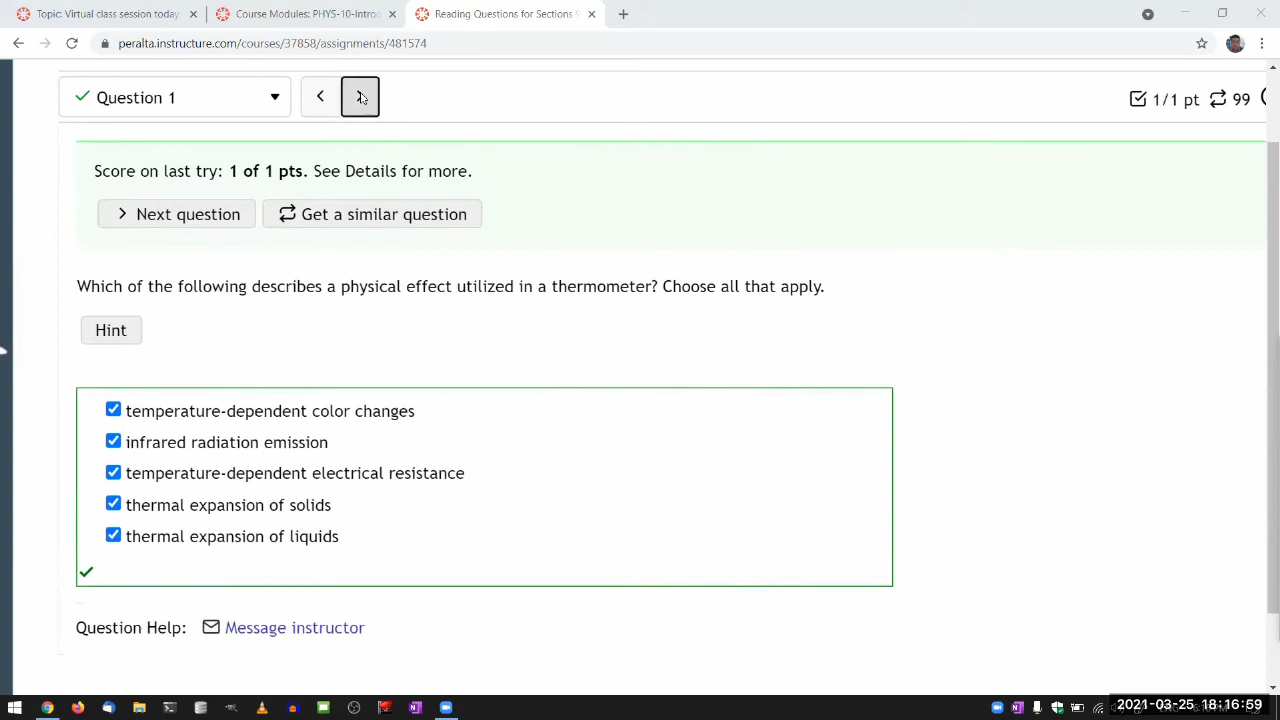 Topic: Virtual class session today
Course Modules: PHYS-10-Intro
Reading Questions for Sections
peralta.instructure.com/courses/37858/assignments/481574
Question 1
1/1 pt 99
Score on last try: 1 of 1 pts. See Details for more.
Next question
Get a similar question
Which of the following describes a physical effect utilized in a thermometer? Choose all that apply.
Hint
temperature-dependent color changes
infrared radiation emission
temperature-dependent electrical resistance
thermal expansion of solids
thermal expansion of liquids
Question Help: Message instructor
2021-03-25 18:16:59